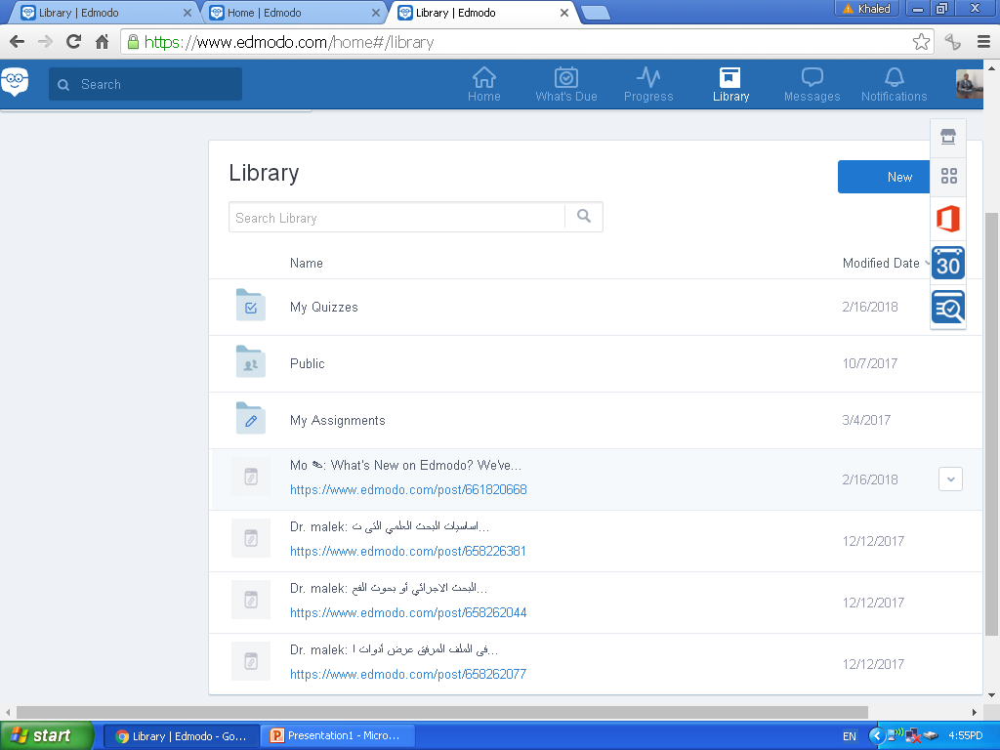 Library | Edmodo
Home | Edmodo
Library | Edmodo
Khaled
https://www.edmodo.com/home#/library
Search
Home
What's Due
Progress
Library
Messages
Notifications
Library
New
Search Library
30
Name
Modified Date
My Quizzes
2/16/2018
Public
10/7/2017
My Assignments
3/4/2017
Mo ✎: What's New on Edmodo? We've...
https://www.edmodo.com/post/661820668
2/16/2018
Dr. malek: اساسيات البحث العلمي التى ت...
https://www.edmodo.com/post/658226381
12/12/2017
Dr. malek: البحث الاجرائي أو بحوث الفع...
https://www.edmodo.com/post/658262044
12/12/2017
Dr. malek: فى الملف المرفق عرض أدوات ا...
https://www.edmodo.com/post/658262077
12/12/2017
start
Library | Edmodo - Go...
Presentation1 - Micro...
EN
4:55PD